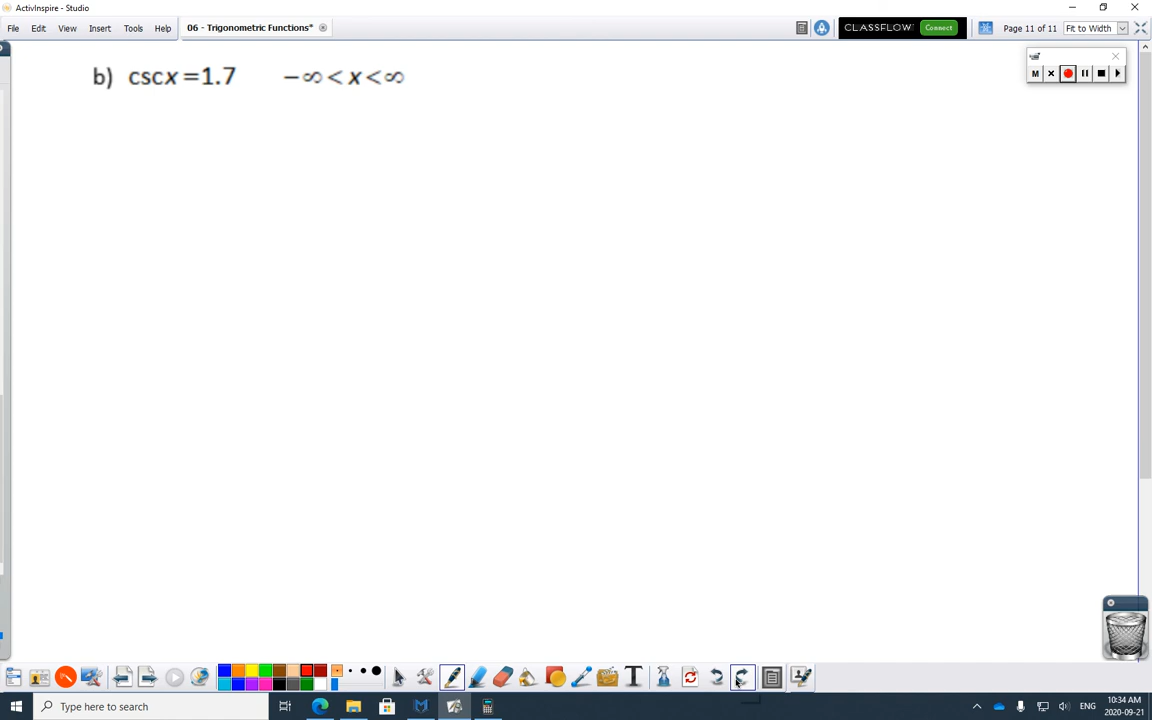 ActivInspire - Studio
File Edit View Insert Tools Help 06 - Trigonometric Functions* CLASSFLOW Connect Page 11 of 11 Fit to Width
b) cscx=1.7 −∞<x<∞
M
T
Type here to search ENG 10:34 AM
2020-09-21